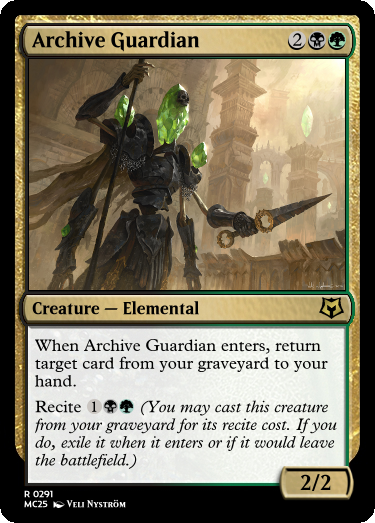 Archive Guardian 2
Creature — Elemental
When Archive Guardian enters, return
target card from your graveyard to your
hand.
Recite 1 (You may cast this creature
from your graveyard for its recite cost. If you
do, exile it when it enters or if it would leave
the battlefield.)
2/2
R 0291
MC25 Veli Nyström